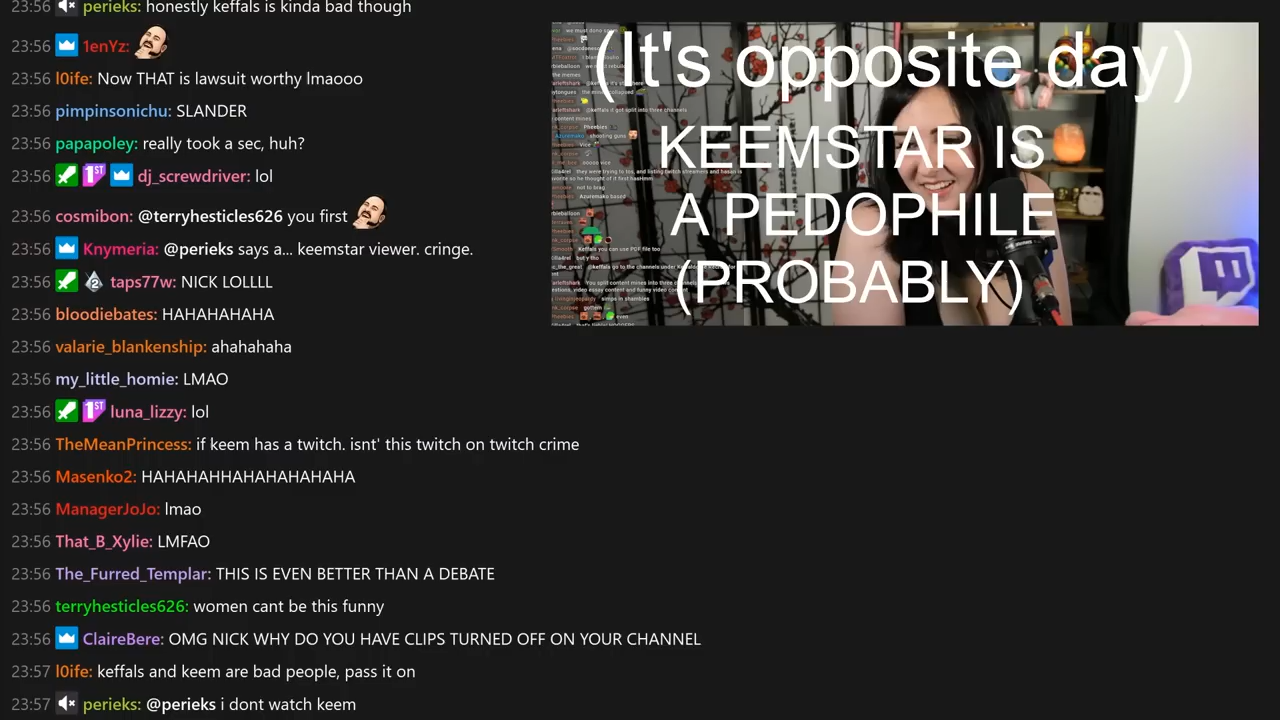 23:56 perieks: honestly keffals is kinda bad though
23:56 1enYz:
23:56 l0ife: Now THAT is lawsuit worthy lmaooo
23:56 pimpinsonichu: SLANDER
23:56 papapoley: really took a sec, huh?
23:56 1ST dj_screwdriver: lol
23:56 cosmibon: @terryhesticles626 you first
23:56 Knymeria: @perieks says a... keemstar viewer. cringe.
23:56 2 taps77w: NICK LOLLLL
23:56 bloodiebates: HAHAHAHAHA
23:56 valarie_blankenship: ahahahaha
23:56 my_little_homie: LMAO
23:56 1ST luna_lizzy: lol
23:56 TheMeanPrincess: if keem has a twitch. isnt' this twitch on twitch crime
23:56 Masenko2: HAHAHAHHAHAHAHAHAHA
23:56 ManagerJoJo: lmao
23:56 That_B_Xylie: LMFAO
23:56 The_Furred_Templar: THIS IS EVEN BETTER THAN A DEBATE
23:56 terryhesticles626: women cant be this funny
23:56 ClaireBere: OMG NICK WHY DO YOU HAVE CLIPS TURNED OFF ON YOUR CHANNEL
23:57 l0ife: keffals and keem are bad people, pass it on
23:57 perieks: @perieks i dont watch keem
(It's opposite day)
KEEMSTAR IS
A PEDOPHILE
(PROBABLY)